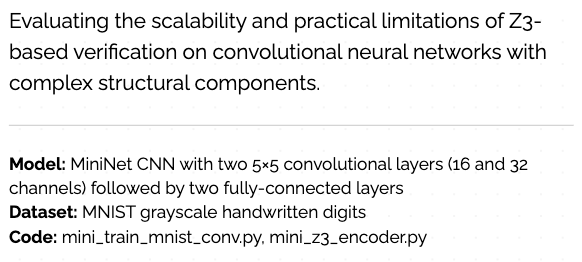 Evaluating the scalability and practical limitations of Z3-
based verification on convolutional neural networks with
complex structural components.
Model: MiniNet CNN with two 5×5 convolutional layers (16 and 32
channels) followed by two fully-connected layers
Dataset: MNIST grayscale handwritten digits
Code: mini_train_mnist_conv.py, mini_z3_encoder.py